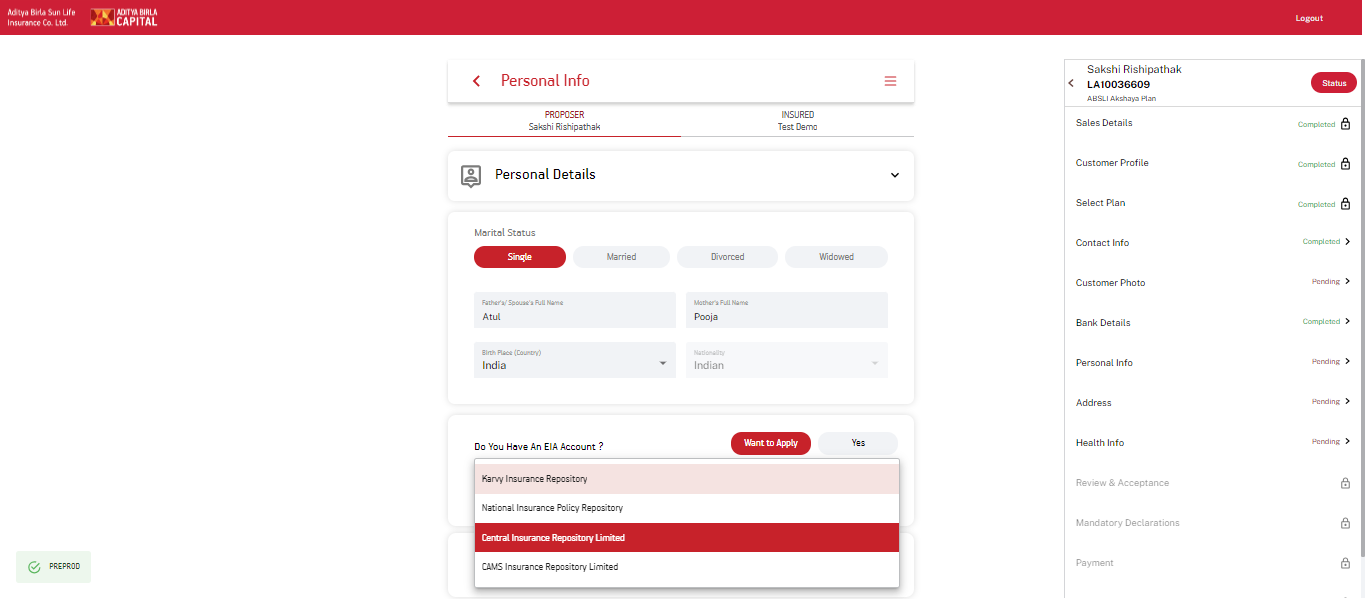 Aditya Birla Sun Life
Insurance Co. Ltd.
ADITYA BIRLA
CAPITAL
Logout
Personal Info
PROPOSER
Sakshi Rishipathak
INSURED
Test Demo
Personal Details
Marital Status
Single
Married
Divorced
Widowed
Father's/ Spouse's Full Name
Atul
Mother's Full Name
Pooja
Birth Place (Country)
India
Nationality
Indian
Do You Have An EIA Account ?
Want to Apply
Yes
Karvy Insurance Repository
National Insurance Policy Repository
Central Insurance Repository Limited
CAMS Insurance Repository Limited
PREPROD
Sakshi Rishipathak
LA10036609
ABSLI Akshaya Plan
Status
Sales Details
Completed
Customer Profile
Completed
Select Plan
Completed
Contact Info
Completed
Customer Photo
Pending
Bank Details
Completed
Personal Info
Pending
Address
Pending
Health Info
Pending
Review & Acceptance
Mandatory Declarations
Payment